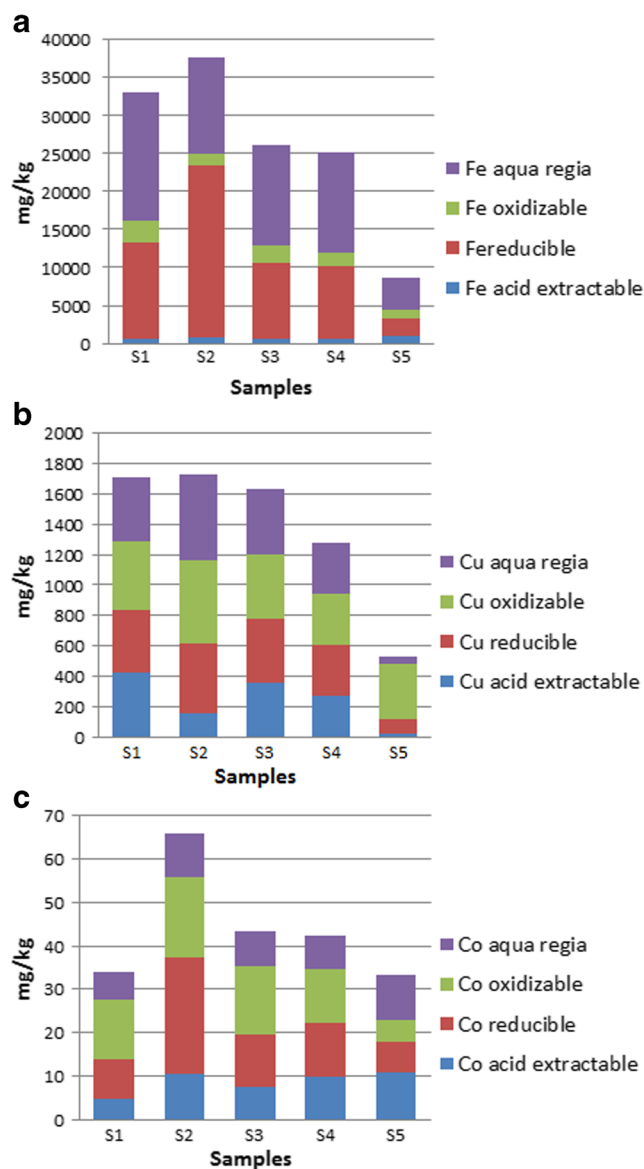 a
40000
35000
30000
25000
20000
15000
10000
5000
0
mg/kg
S1 S2 S3 S4 S5
Samples
Fe aqua regia
Fe oxidizable
Fereducible
Fe acid extractable
b
2000
1800
1600
1400
1200
1000
800
600
400
200
0
mg/kg
S1 S2 S3 S4 S5
Samples
Cu aqua regia
Cu oxidizable
Cu reducible
Cu acid extractable
c
70
60
50
40
30
20
10
0
mg/kg
S1 S2 S3 S4 S5
Samples
Co aqua regia
Co oxidizable
Co reducible
Co acid extractable